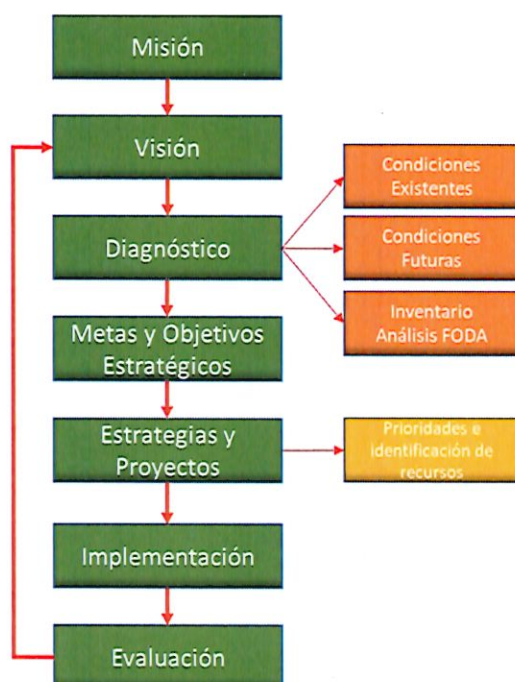 Misión
Visión
Condiciones
Existentes
Diagnóstico
Condiciones
Futuras
Inventario
Análisis FODA
Metas y Objetivos
Estratégicos
Estrategias y
Proyectos
Prioridades e
identificación de
recursos
Implementación
Evaluación